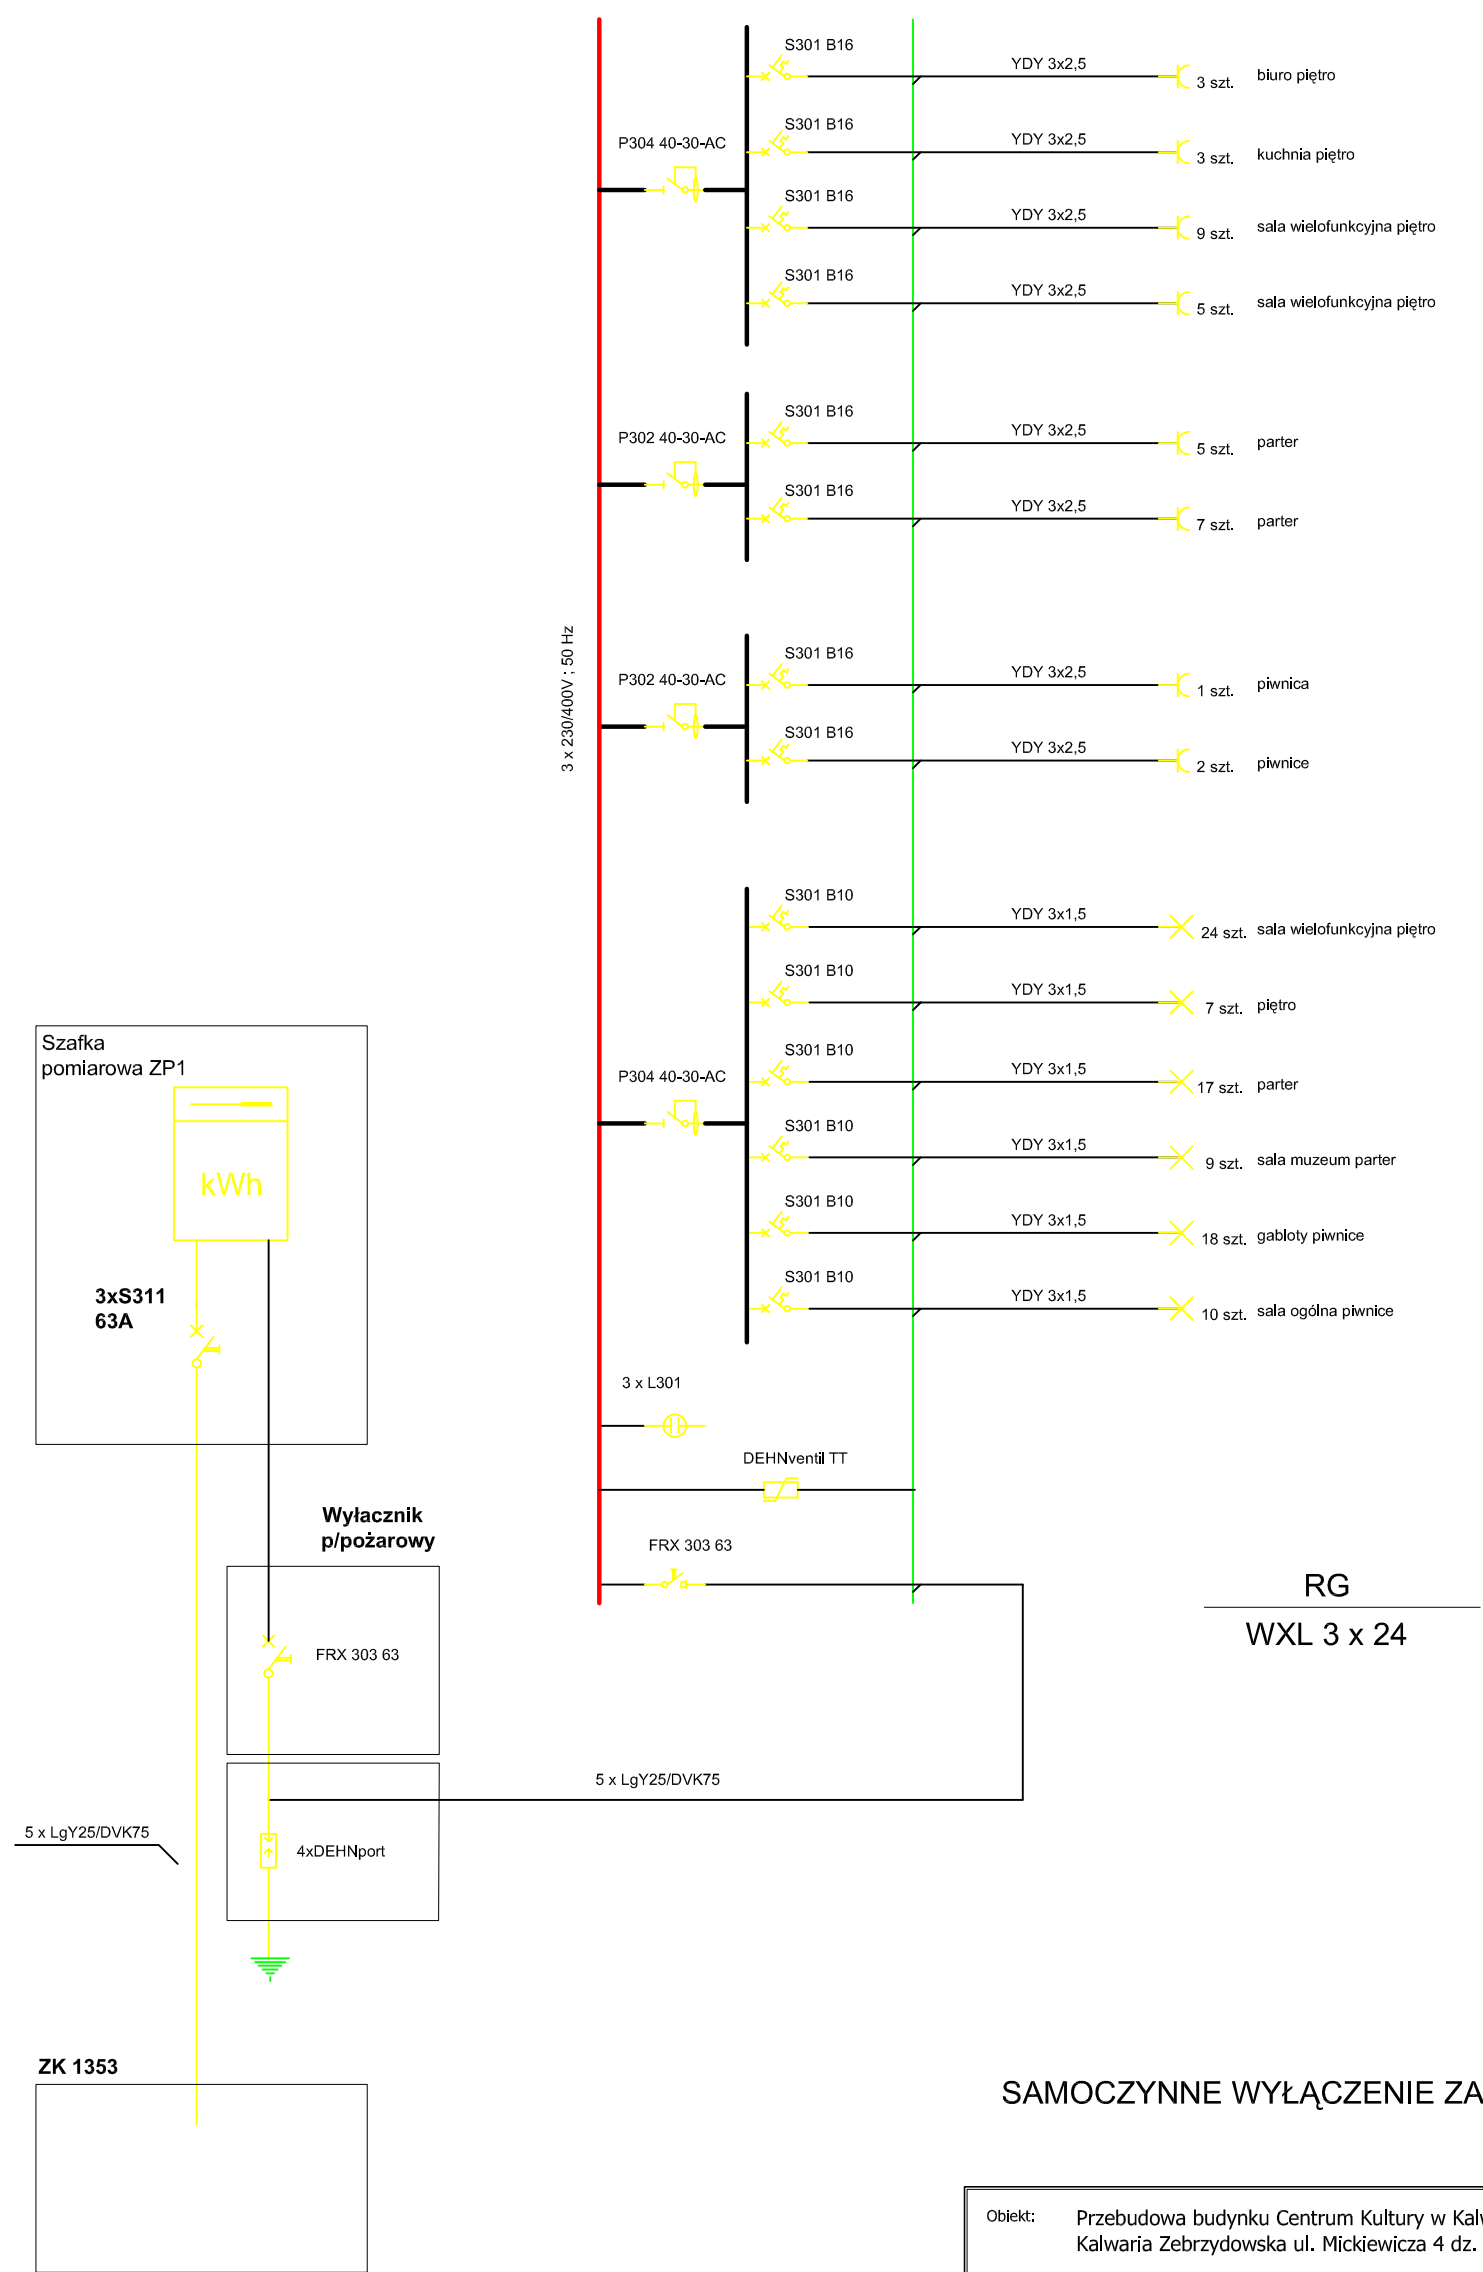 S301 B16
YDY 3x2,5
3 szt.
biuro piętro
P304 40-30-AC
S301 B16
YDY 3x2,5
3 szt.
kuchnia piętro
S301 B16
YDY 3x2,5
9 szt.
sala wielofunkcyjna piętro
S301 B16
YDY 3x2,5
5 szt.
sala wielofunkcyjna piętro
P302 40-30-AC
S301 B16
YDY 3x2,5
5 szt.
parter
S301 B16
YDY 3x2,5
7 szt.
parter
3 x 230/400V ; 50 Hz
P302 40-30-AC
S301 B16
YDY 3x2,5
1 szt.
piwnica
S301 B16
YDY 3x2,5
2 szt.
piwnice
S301 B10
YDY 3x1,5
24 szt.
sala wielofunkcyjna piętro
S301 B10
YDY 3x1,5
7 szt.
piętro
P304 40-30-AC
S301 B10
YDY 3x1,5
17 szt.
parter
S301 B10
YDY 3x1,5
9 szt.
sala muzeum parter
S301 B10
YDY 3x1,5
18 szt.
gabloty piwnice
S301 B10
YDY 3x1,5
10 szt.
sala ogólna piwnice
Szafka
pomiarowa ZP1
kWh
3xS311
63A
3 x L301
DEHNventil TT
FRX 303 63
Wyłacznik
p/pożarowy
FRX 303 63
RG
WXL 3 x 24
5 x LgY25/DVK75
5 x LgY25/DVK75
4xDEHNport
ZK 1353
SAMOCZYNNE WYŁĄCZENIE ZA
Obiekt:
Przebudowa budynku Centrum Kultury w Kalw
Kalwaria Zebrzydowska ul. Mickiewicza 4 dz.